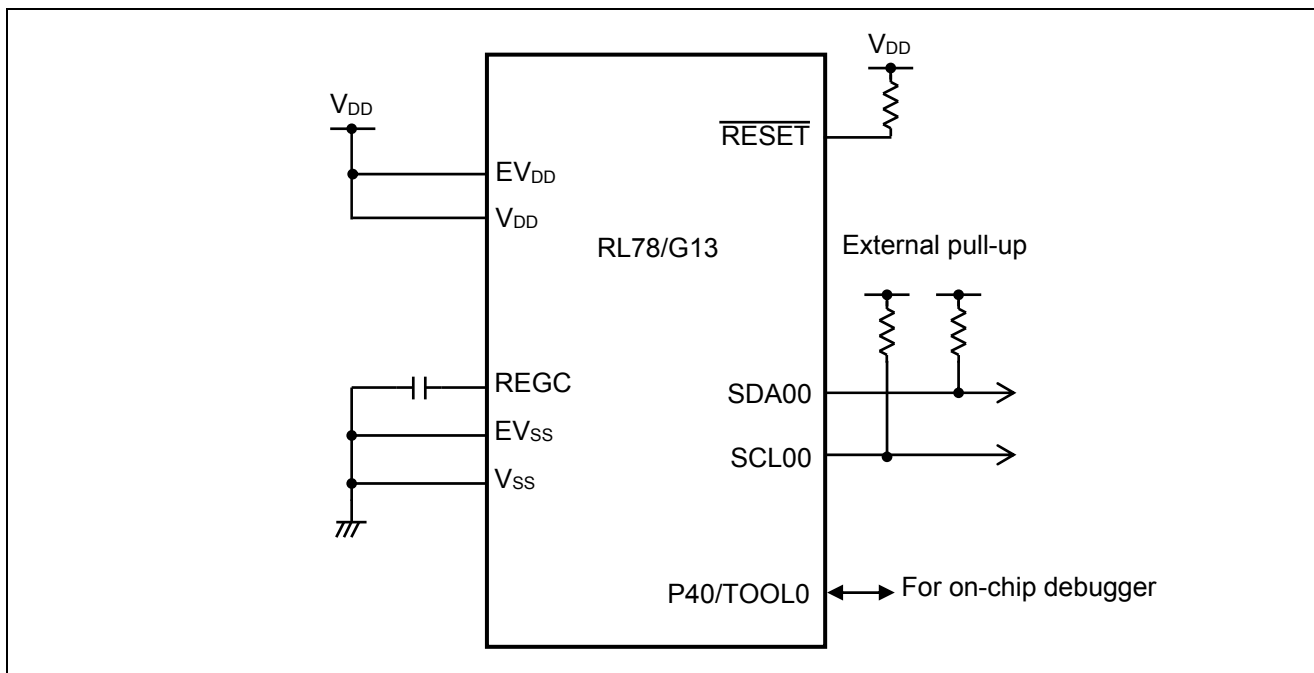 VDD
VDD
RESET
EVDD
VDD
RL78/G13
External pull-up
REGC
SDA00
EVSS
SCL00
VSS
P40/TOOL0
For on-chip debugger